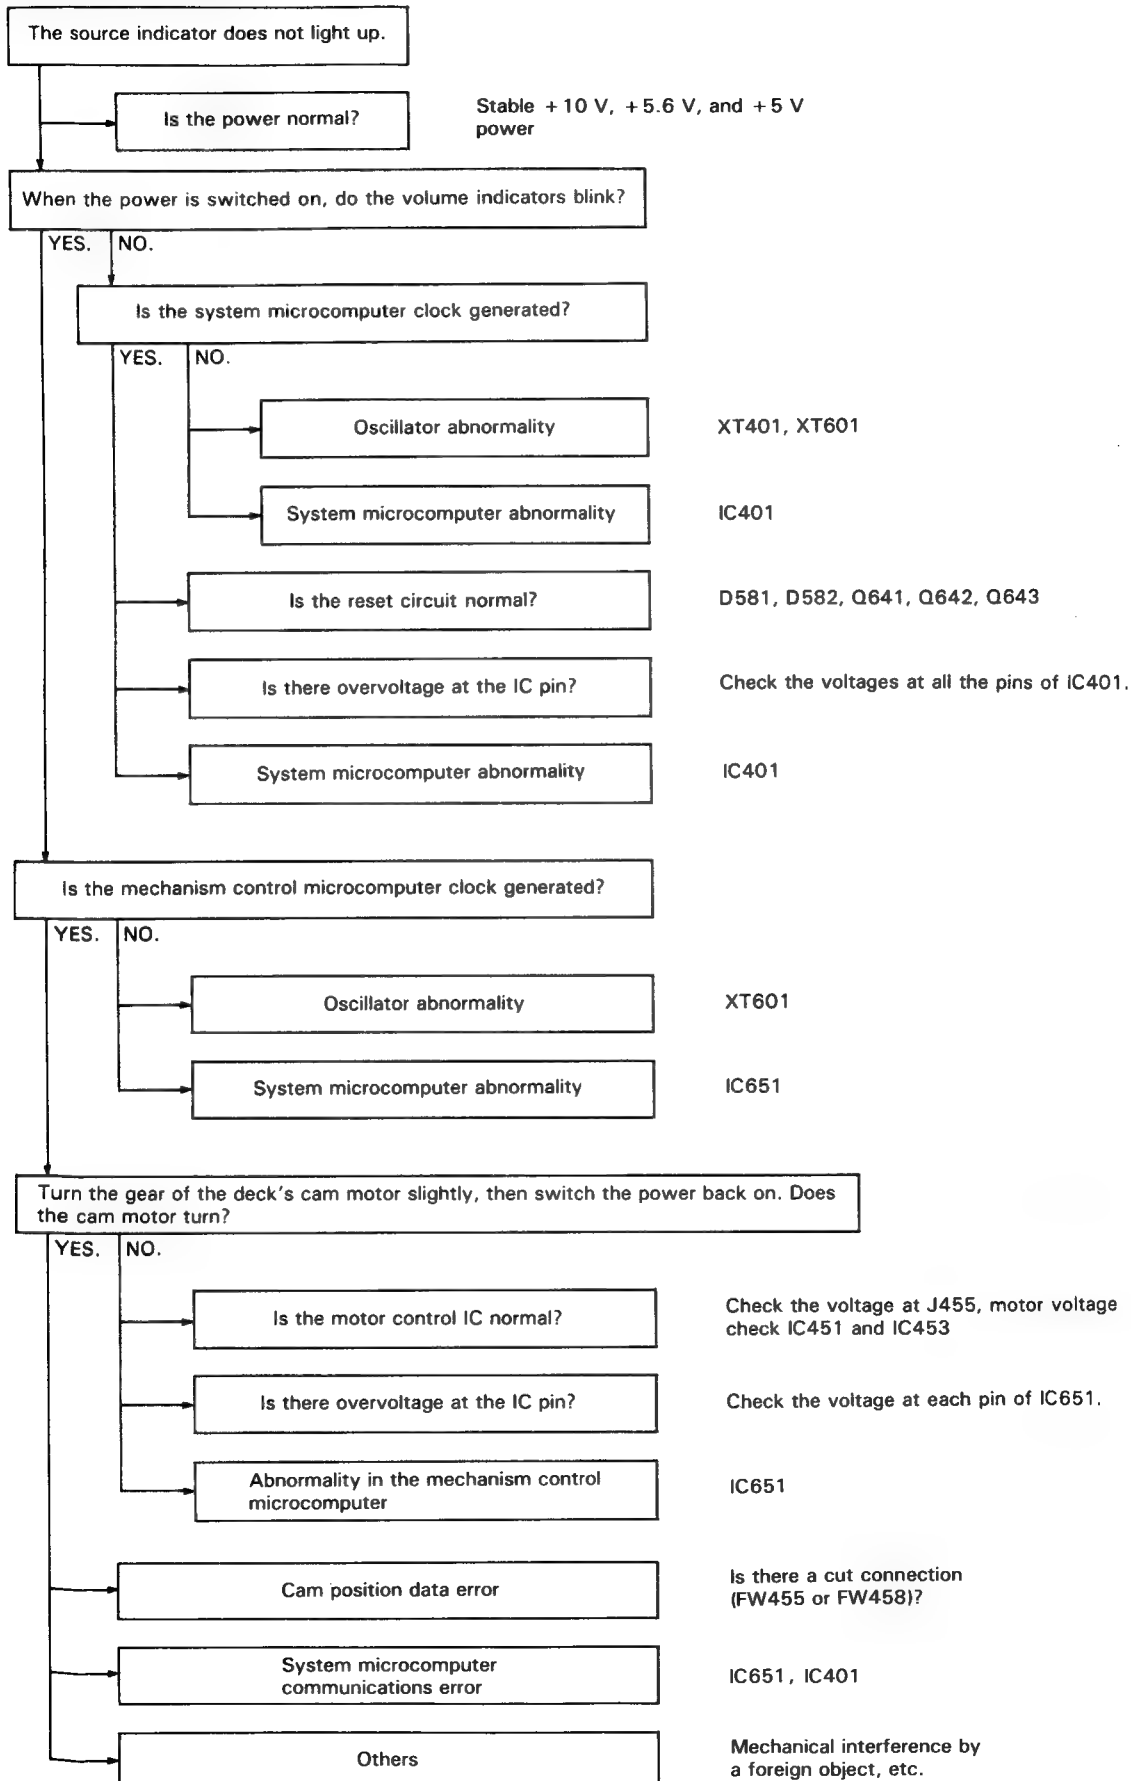 The source indicator does not light up.
Is the power normal?
Stable +10 V, +5.6 V, and +5 V
power
When the power is switched on, do the volume indicators blink?
YES. NO.
Is the system microcomputer clock generated?
YES. NO.
Oscillator abnormality
XT401, XT601
System microcomputer abnormality
IC401
Is the reset circuit normal?
D581, D582, Q641, Q642, Q643
Is there overvoltage at the IC pin?
Check the voltages at all the pins of IC401.
System microcomputer abnormality
IC401
Is the mechanism control microcomputer clock generated?
YES. NO.
Oscillator abnormality
XT601
System microcomputer abnormality
IC651
Turn the gear of the deck's cam motor slightly, then switch the power back on. Does
the cam motor turn?
YES. NO.
Is the motor control IC normal?
Check the voltage at J455, motor voltage
check IC451 and IC453
Is there overvoltage at the IC pin?
Check the voltage at each pin of IC651.
Abnormality in the mechanism control
microcomputer
IC651
Cam position data error
Is there a cut connection
(FW455 or FW458)?
System microcomputer
communications error
IC651, IC401
Others
Mechanical interference by
a foreign object, etc.